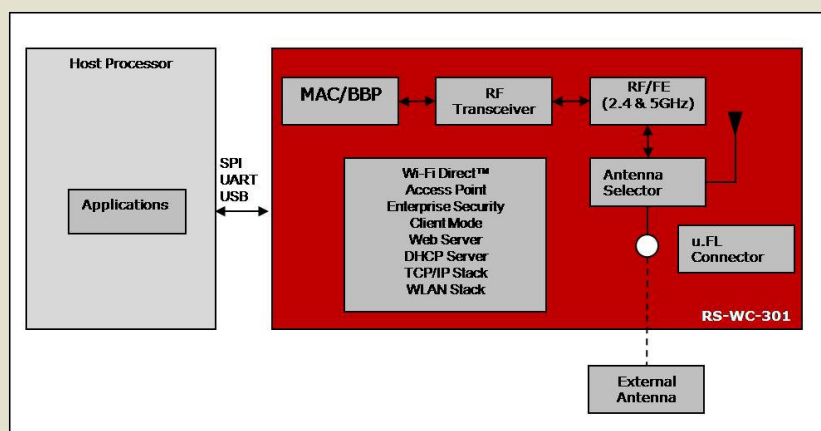 Host Processor
Applications
SPI
UART
USB
MAC/BBP
RF
Transceiver
RF/FE
(2.4 & 5GHz)
Wi-Fi Direct™
Access Point
Enterprise Security
Client Mode
Web Server
DHCP Server
TCP/IP Stack
WLAN Stack
Antenna
Selector
u.FL
Connector
RS-WC-301
External
Antenna